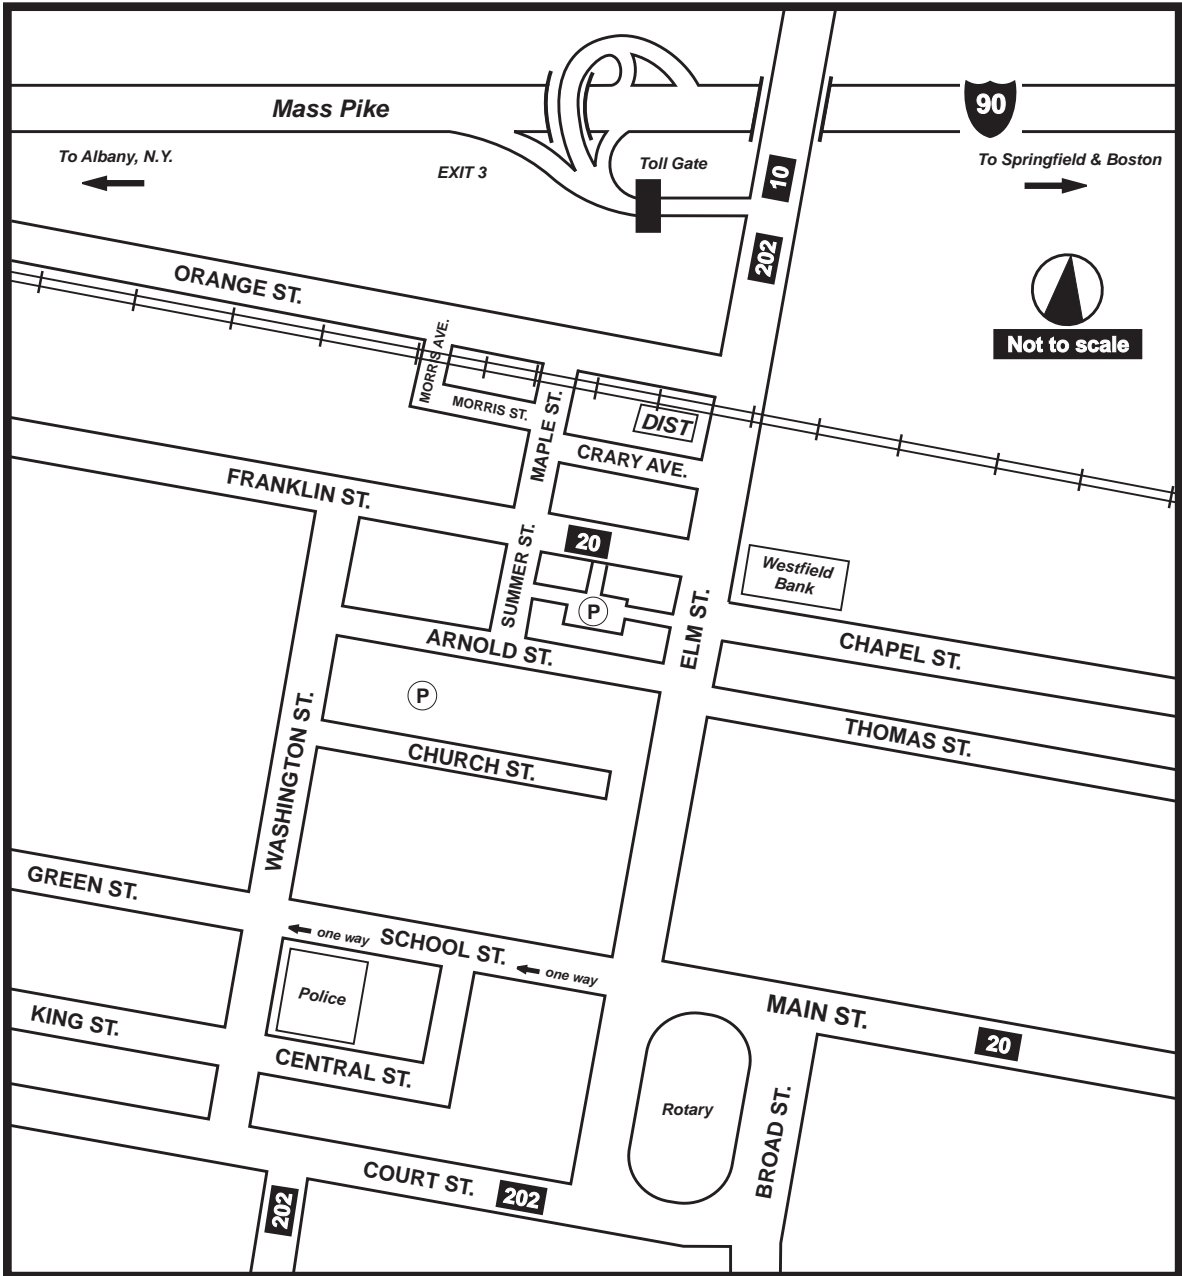 Mass Pike
90
To Albany, N.Y.
EXIT 3
Toll Gate
To Springfield & Boston
10
202
ORANGE ST.
Not to scale
MORRIS AVE.
MORRIS ST.
MAPLE ST.
DIST
CRARY AVE.
FRANKLIN ST.
20
SUMMER ST.
Westfield
Bank
P
ELM ST.
ARNOLD ST.
CHAPEL ST.
P
THOMAS ST.
CHURCH ST.
WASHINGTON ST.
GREEN ST.
one way
SCHOOL ST.
one way
Police
MAIN ST.
KING ST.
20
CENTRAL ST.
Rotary
BROAD ST.
COURT ST.
202
202